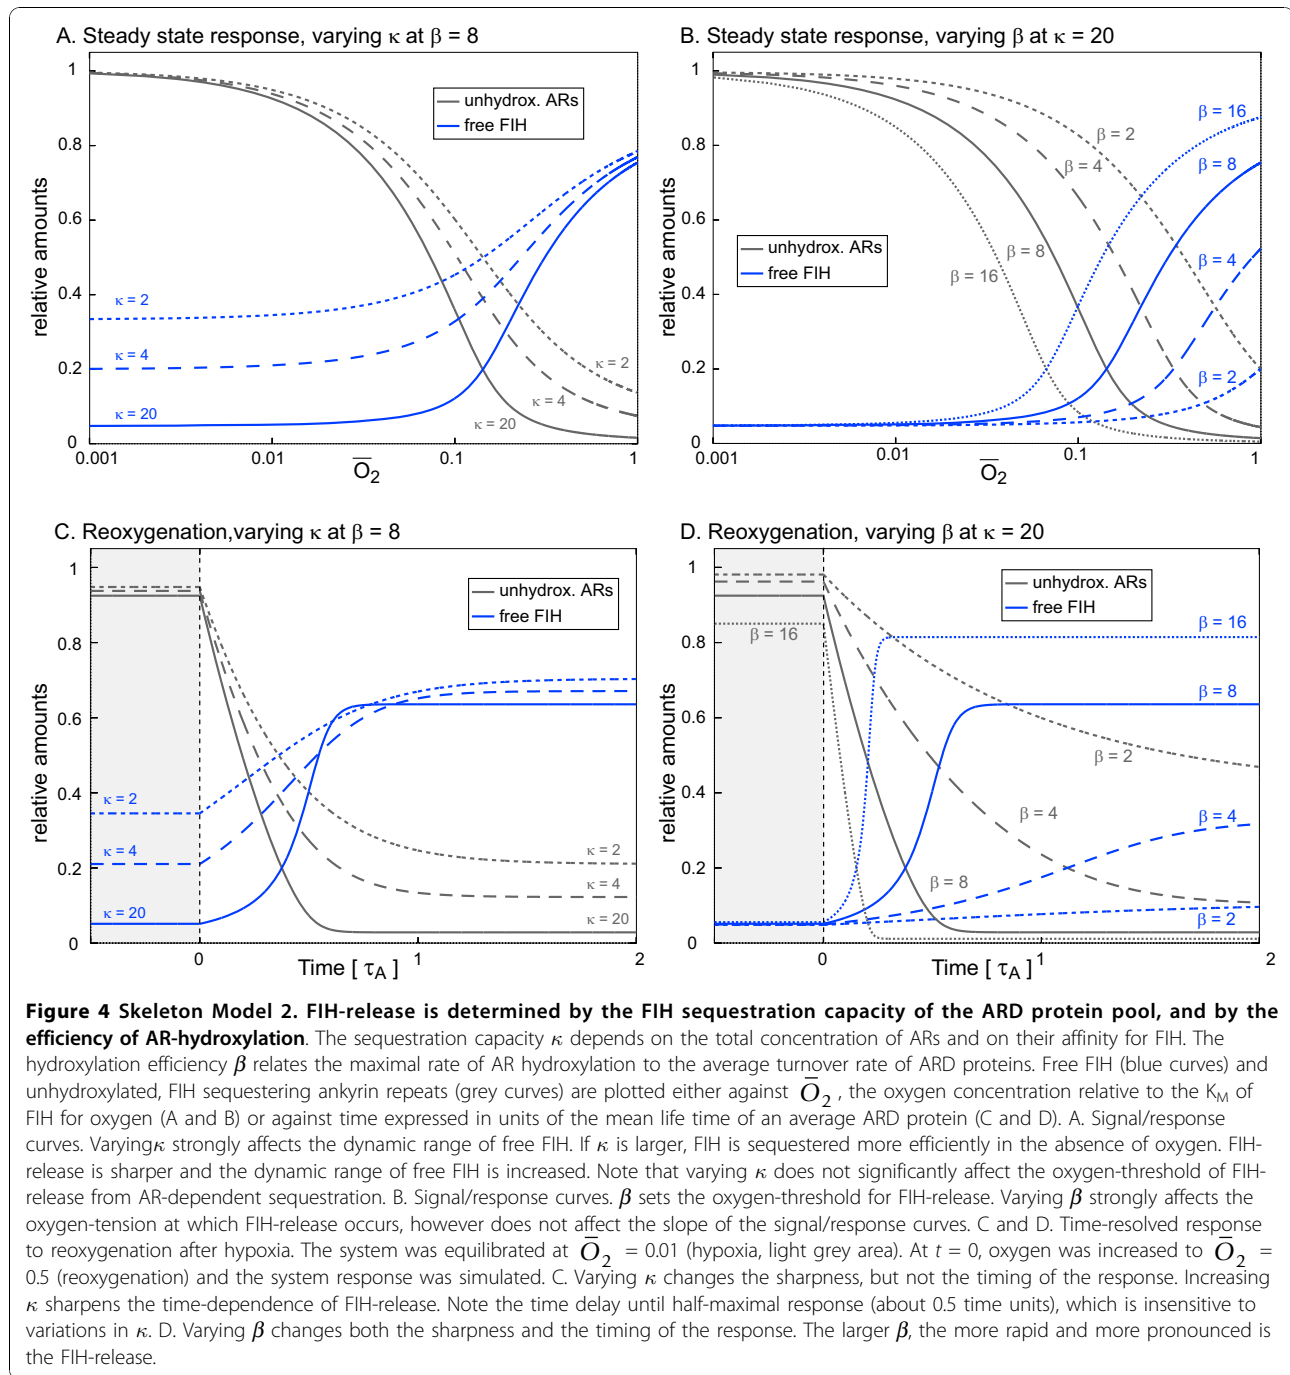 A. Steady state response, varying κ at β = 8
1
0.8
0.6
0.4
0.2
0
relative amounts
unhydrox. ARs
free FIH
κ = 2
κ = 4
κ = 20
κ = 2
κ = 4
κ = 20
0.001
0.01
0.1
1
O̅₂
B. Steady state response, varying β at κ = 20
1
0.8
0.6
0.4
0.2
0
relative amounts
unhydrox. ARs
free FIH
β = 16
β = 2
β = 4
β = 8
β = 8
β = 16
β = 4
β = 2
0.001
0.01
0.1
1
O̅₂
C. Reoxygenation,varying κ at β = 8
1
0.8
0.6
0.4
0.2
0
relative amounts
unhydrox. ARs
free FIH
κ = 2
κ = 4
κ = 20
κ = 2
κ = 4
κ = 20
0
1
2
Time [ τA ]
D. Reoxygenation, varying β at κ = 20
1
0.8
0.6
0.4
0.2
0
relative amounts
unhydrox. ARs
free FIH
β = 16
β = 16
β = 8
β = 2
β = 4
β = 4
β = 8
β = 2
0
1
2
Time [ τA ]
Figure 4 Skeleton Model 2. FIH-release is determined by the FIH sequestration capacity of the ARD protein pool, and by the
efficiency of AR-hydroxylation. The sequestration capacity κ depends on the total concentration of ARs and on their affinity for FIH. The
hydroxylation efficiency β relates the maximal rate of AR hydroxylation to the average turnover rate of ARD proteins. Free FIH (blue curves) and
unhydroxylated, FIH sequestering ankyrin repeats (grey curves) are plotted either against O̅₂ , the oxygen concentration relative to the KM of
FIH for oxygen (A and B) or against time expressed in units of the mean life time of an average ARD protein (C and D). A. Signal/response
curves. Varyingκ strongly affects the dynamic range of free FIH. If κ is larger, FIH is sequestered more efficiently in the absence of oxygen. FIH-
release is sharper and the dynamic range of free FIH is increased. Note that varying κ does not significantly affect the oxygen-threshold of FIH-
release from AR-dependent sequestration. B. Signal/response curves. β sets the oxygen-threshold for FIH-release. Varying β strongly affects the
oxygen-tension at which FIH-release occurs, however does not affect the slope of the signal/response curves. C and D. Time-resolved response
to reoxygenation after hypoxia. The system was equilibrated at O̅₂ = 0.01 (hypoxia, light grey area). At t = 0, oxygen was increased to O̅₂ =
0.5 (reoxygenation) and the system response was simulated. C. Varying κ changes the sharpness, but not the timing of the response. Increasing
κ sharpens the time-dependence of FIH-release. Note the time delay until half-maximal response (about 0.5 time units), which is insensitive to
variations in κ. D. Varying β changes both the sharpness and the timing of the response. The larger β, the more rapid and more pronounced is
the FIH-release.